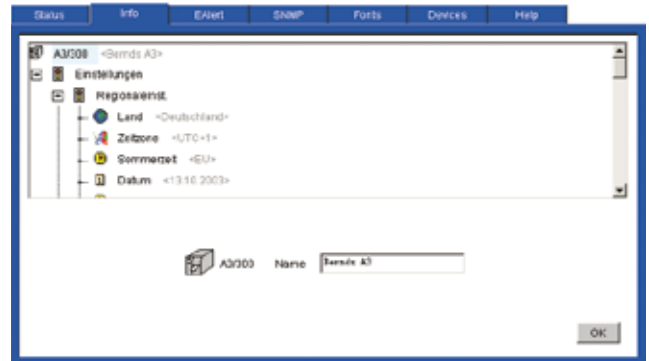 Status Info EAlert SNMP Fonts Devices Help
A3/300 <Bernds A3>
Einstellungen
Regionaleinst.
Land <Deutschland>
Zeitzone <UTC+1>
Sommerzeit <EU>
Datum <13.10.2003>
A3/300 Name Bernds A3
OK